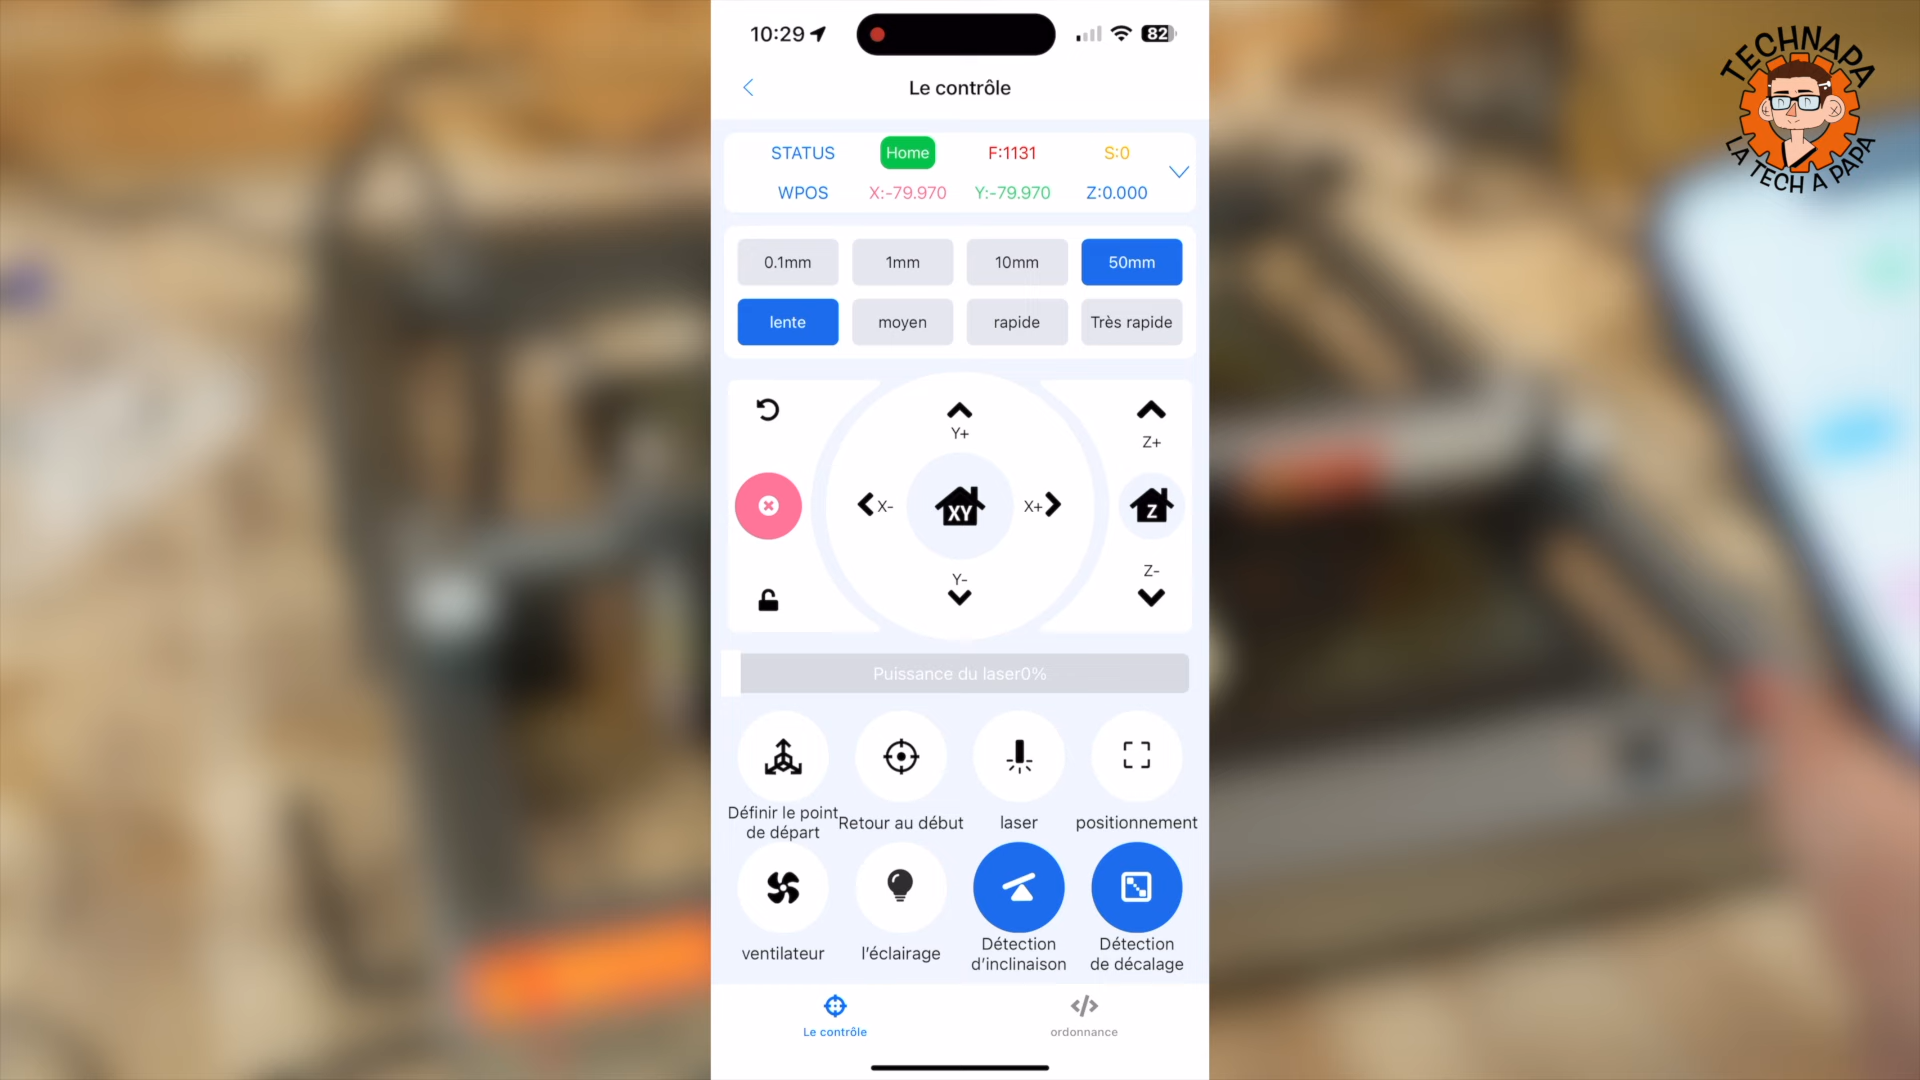 10:29
82
TECHNAPA
LA TECH A PAPA
Le contrôle
STATUS Home F:1131 S:0
WPOS X:-79.970 Y:-79.970 Z:0.000
0.1mm 1mm 10mm 50mm
lente moyen rapide Très rapide
Y+
Z+
X- XY X+ Z
Y-
Z-
Puissance du laser0%
Définir le point
de départ
Retour au début
laser
positionnement
ventilateur
l'éclairage
Détection
d'inclinaison
Détection
de décalage
Le contrôle
ordonnance